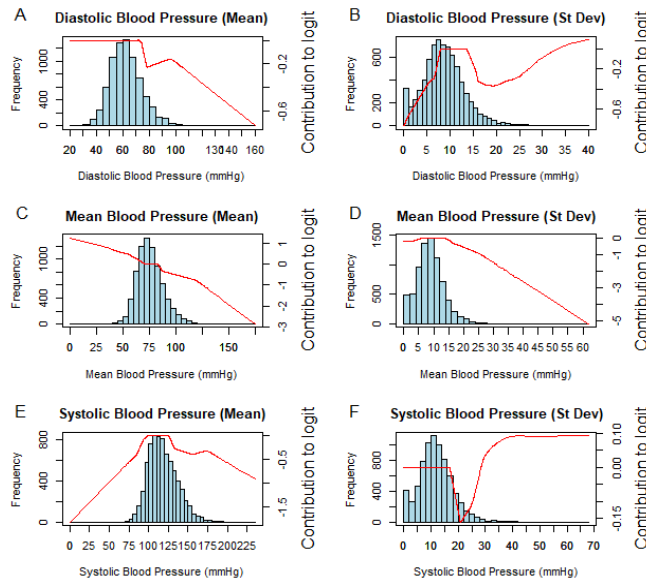 A
Diastolic Blood Pressure (Mean)
Frequency
0 400 1000
-0.6 -0.2
Contribution to logit
20 40 60 80 100 130 140 160
Diastolic Blood Pressure (mmHg)
B
Diastolic Blood Pressure (St Dev)
Frequency
0 200 600
-0.6 -0.2
Contribution to logit
0 5 10 15 20 25 30 35 40
Diastolic Blood Pressure (mmHg)
C
Mean Blood Pressure (Mean)
Frequency
0 400 1000
-3 -2 -1 0 1
Contribution to logit
0 25 50 75 100 150
Mean Blood Pressure (mmHg)
D
Mean Blood Pressure (St Dev)
Frequency
0 500 1500
-5 -4 -3 -2 -1 0
Contribution to logit
0 5 10 15 20 25 30 35 40 45 50 55 60
Mean Blood Pressure (mmHg)
E
Systolic Blood Pressure (Mean)
Frequency
0 400 800
-1.5 -0.5
Contribution to logit
0 25 50 75 100 125 150 175 200 225
Systolic Blood Pressure (mmHg)
F
Systolic Blood Pressure (St Dev)
Frequency
0 400 800
-0.15 0.00 0.10
Contribution to logit
0 10 20 30 40 50 60 70
Systolic Blood Pressure (mmHg)